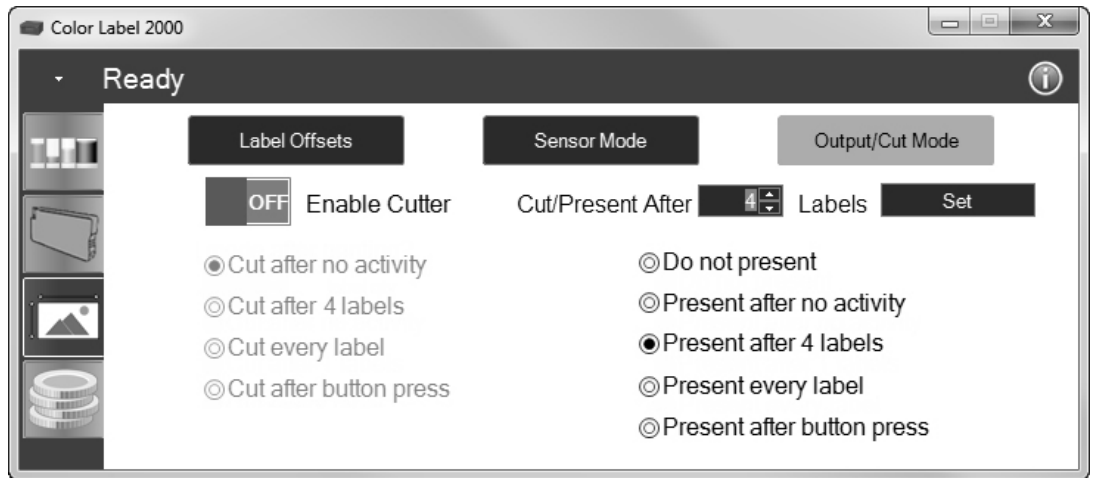 Color Label 2000
Ready
Label Offsets Sensor Mode Output/Cut Mode
OFF Enable Cutter Cut/Present After 4 Labels Set
Cut after no activity
Cut after 4 labels
Cut every label
Cut after button press
Do not present
Present after no activity
Present after 4 labels
Present every label
Present after button press